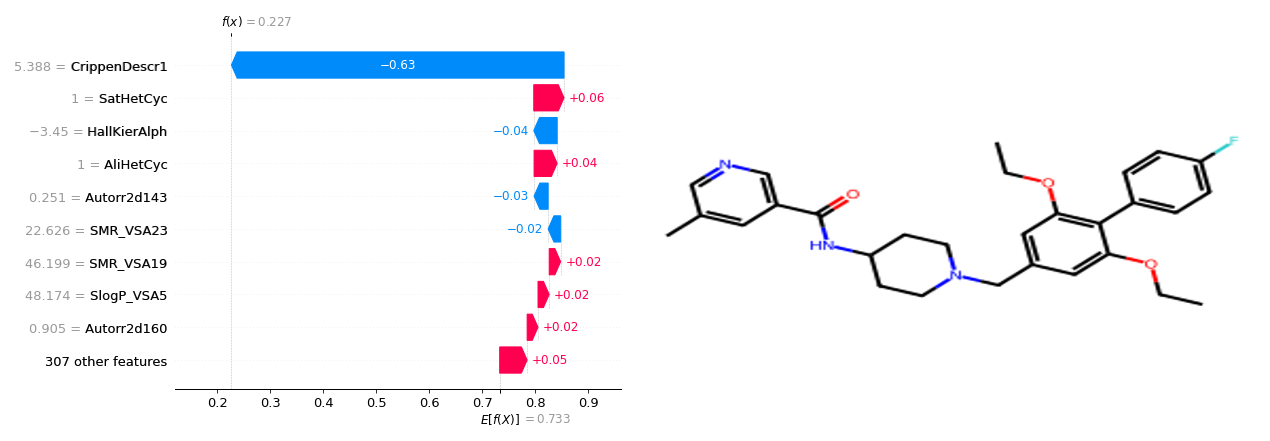 f(x) = 0.227
5.388 = CrippenDescr1
−0.63
1 = SatHetCyc
+0.06
−3.45 = HallKierAlph
−0.04
1 = AliHetCyc
+0.04
0.251 = Autorr2d143
−0.03
22.626 = SMR_VSA23
−0.02
46.199 = SMR_VSA19
+0.02
48.174 = SlogP_VSA5
+0.02
0.905 = Autorr2d160
+0.02
307 other features
+0.05
0.2 0.3 0.4 0.5 0.6 0.7 0.8 0.9
E[f(X)] = 0.733
N
O
HN
N
O
O
F